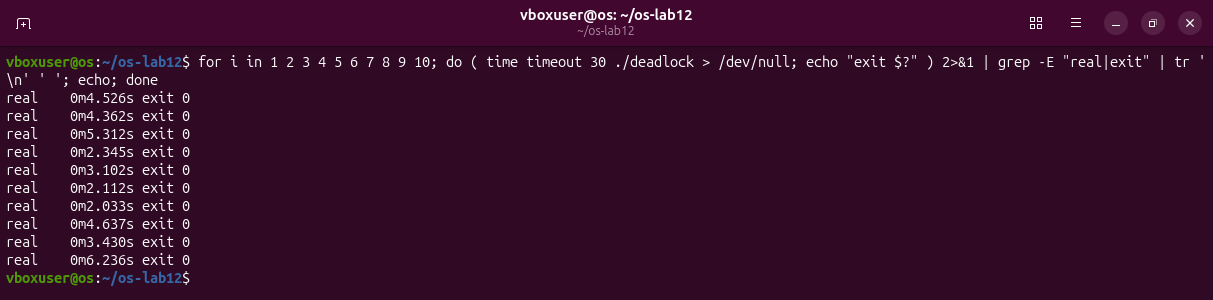 vboxuser@os: ~/os-lab12
~/os-lab12
vboxuser@os:~/os-lab12$ for i in 1 2 3 4 5 6 7 8 9 10; do ( time timeout 30 ./deadlock > /dev/null; echo "exit $?" ) 2>&1 | grep -E "real|exit" | tr '
\n' ' '; echo; done
real    0m4.526s exit 0
real    0m4.362s exit 0
real    0m5.312s exit 0
real    0m2.345s exit 0
real    0m3.102s exit 0
real    0m2.112s exit 0
real    0m2.033s exit 0
real    0m4.637s exit 0
real    0m3.430s exit 0
real    0m6.236s exit 0
vboxuser@os:~/os-lab12$